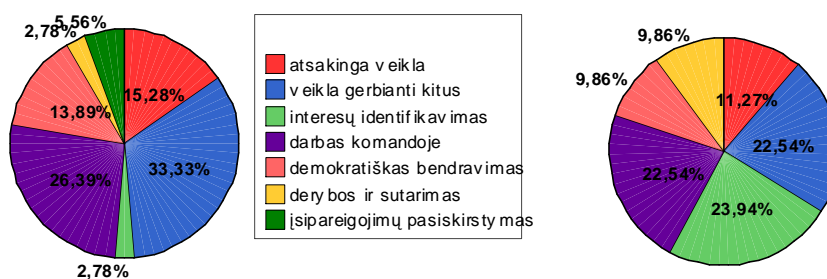 5,56%
2,78%
15,28%
13,89%
33,33%
26,39%
2,78%
atsakinga veikla
veikla gerbianti kitus
interesų identifikavimas
darbas komandoje
demokratiškas bendravimas
derybos ir sutarimas
įsipareigojimų pasiskirstymas
9,86%
9,86%
11,27%
22,54%
22,54%
23,94%